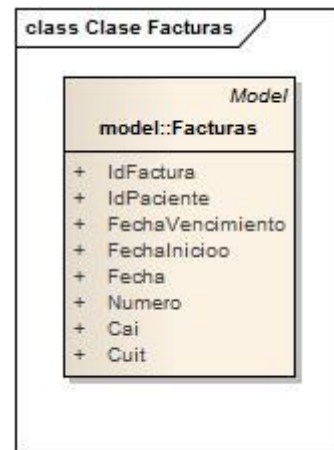 class Clase Facturas
Model
model::Facturas
+ IdFactura
+ IdPaciente
+ FechaVencimiento
+ FechaInicioo
+ Fecha
+ Numero
+ Cai
+ Cuit